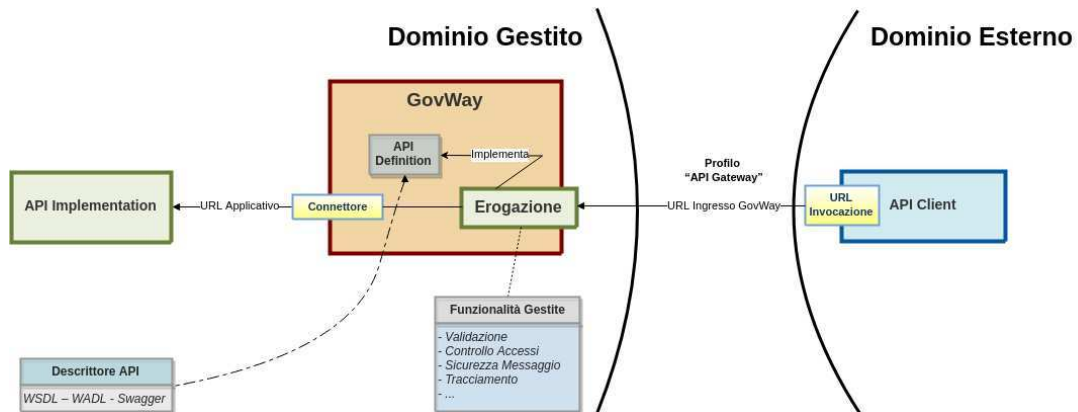 Dominio Gestito
Dominio Esterno
GovWay
API
Definition
Implementa
Profilo
“API Gateway”
API Implementation
URL Applicativo
Connettore
Erogazione
URL Ingresso GovWay
URL
Invocazione
API Client
Funzionalità Gestite
- Validazione
- Controllo Accessi
- Sicurezza Messaggio
- Tracciamento
- ...
Descrittore API
WSDL – WADL - Swagger